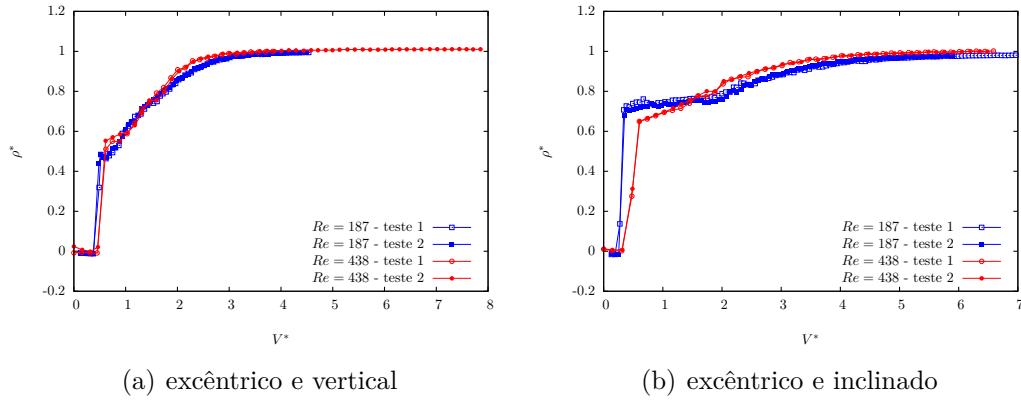 1.2
1
0.8
0.6
0.4
0.2
0
-0.2
0 1 2 3 4 5 6 7 8
ρ*
V*
Re = 187 - teste 1
Re = 187 - teste 2
Re = 438 - teste 1
Re = 438 - teste 2
(a) excêntrico e vertical
1.2
1
0.8
0.6
0.4
0.2
0
-0.2
0 1 2 3 4 5 6 7
ρ*
V*
Re = 187 - teste 1
Re = 187 - teste 2
Re = 438 - teste 1
Re = 438 - teste 2
(b) excêntrico e inclinado